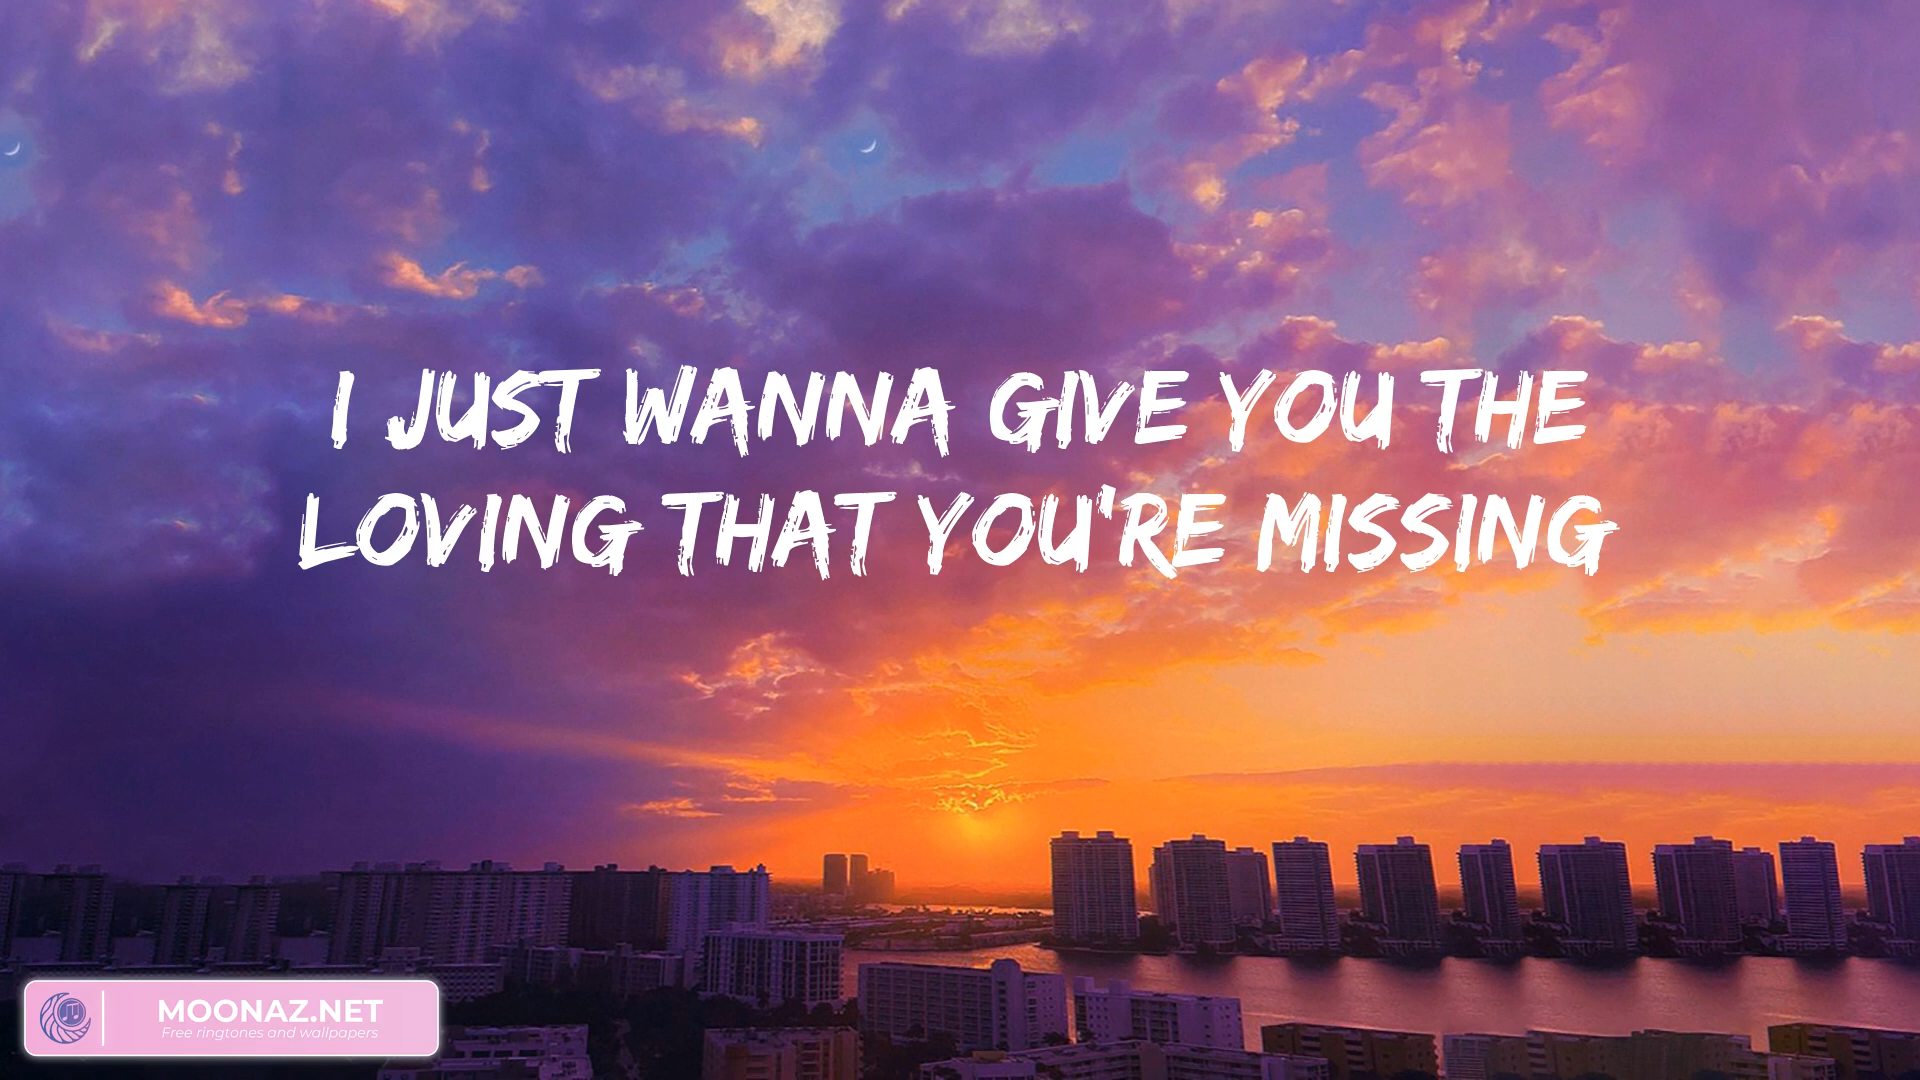 I JUST WANNA GIVE YOU THE
LOVING THAT YOU'RE MISSING
MOONAZ.NET
Free ringtones and wallpapers